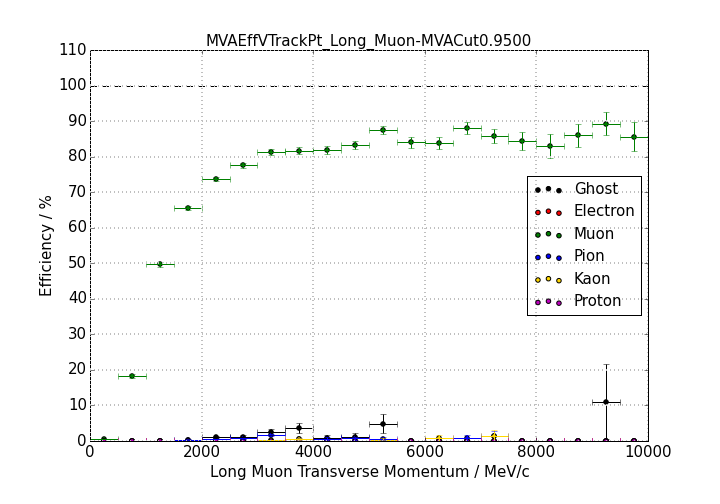 MVAEffVTrackPt_Long_Muon-MVACut0.9500
110
100
90
80
70
60
50
40
30
20
10
0
Efficiency / %
Ghost
Electron
Muon
Pion
Kaon
Proton
0 2000 4000 6000 8000 10000
Long Muon Transverse Momentum / MeV/c